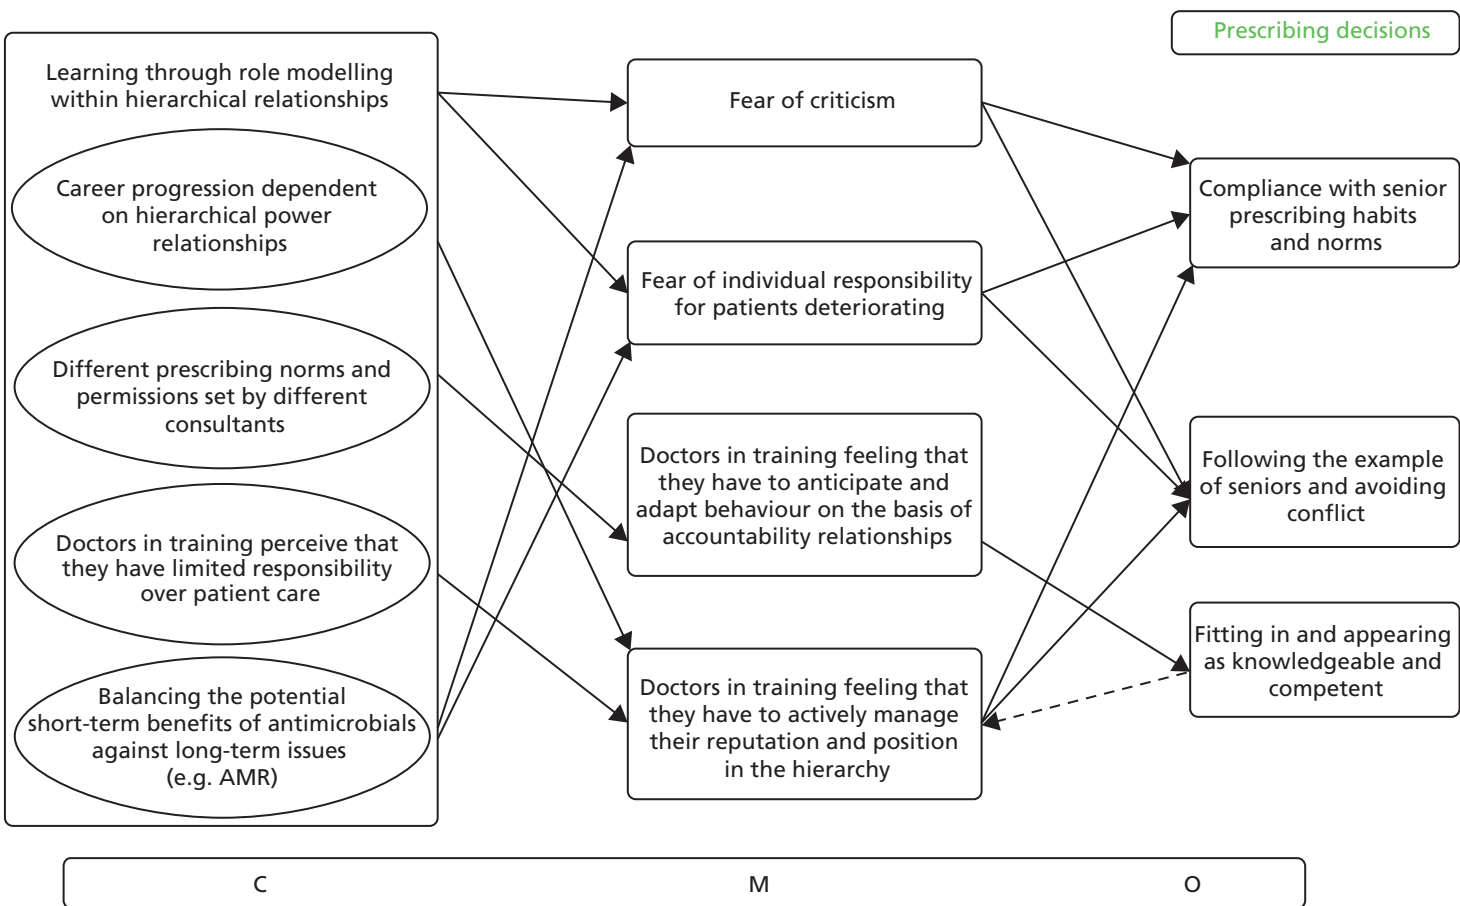 Prescribing decisions
Learning through role modelling
within hierarchical relationships
Career progression dependent
on hierarchical power
relationships
Different prescribing norms and
permissions set by different
consultants
Doctors in training perceive that
they have limited responsibility
over patient care
Balancing the potential
short-term benefits of antimicrobials
against long-term issues
(e.g. AMR)
Fear of criticism
Fear of individual responsibility
for patients deteriorating
Doctors in training feeling that
they have to anticipate and
adapt behaviour on the basis of
accountability relationships
Doctors in training feeling that
they have to actively manage
their reputation and position
in the hierarchy
Compliance with senior
prescribing habits
and norms
Following the example
of seniors and avoiding
conflict
Fitting in and appearing
as knowledgeable and
competent
C
M
O